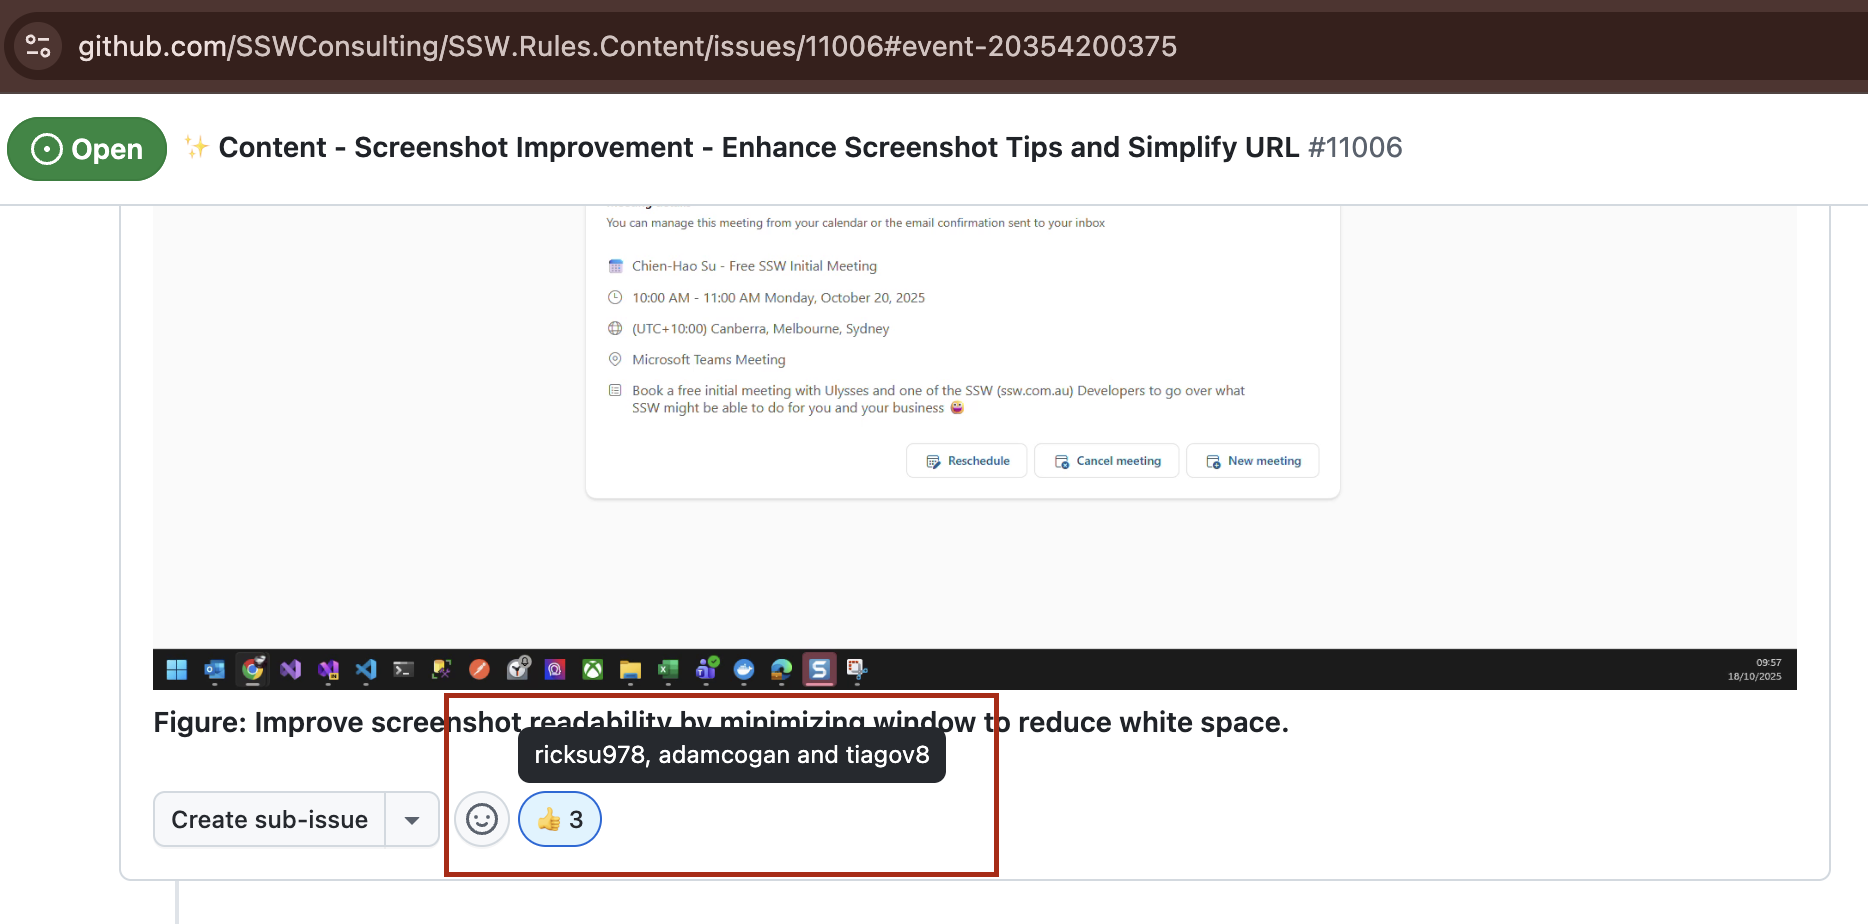 github.com/SSWConsulting/SSW.Rules.Content/issues/11006#event-20354200375
Open
✨ Content - Screenshot Improvement - Enhance Screenshot Tips and Simplify URL #11006
You can manage this meeting from your calendar or the email confirmation sent to your inbox
Chien-Hao Su - Free SSW Initial Meeting
10:00 AM - 11:00 AM Monday, October 20, 2025
(UTC+10:00) Canberra, Melbourne, Sydney
Microsoft Teams Meeting
Book a free initial meeting with Ulysses and one of the SSW (ssw.com.au) Developers to go over what
SSW might be able to do for you and your business 😀
Reschedule
Cancel meeting
New meeting
09:57
18/10/2025
Figure: Improve screenshot readability by minimizing window to reduce white space.
ricksu978, adamcogan and tiagov8
Create sub-issue
👍 3